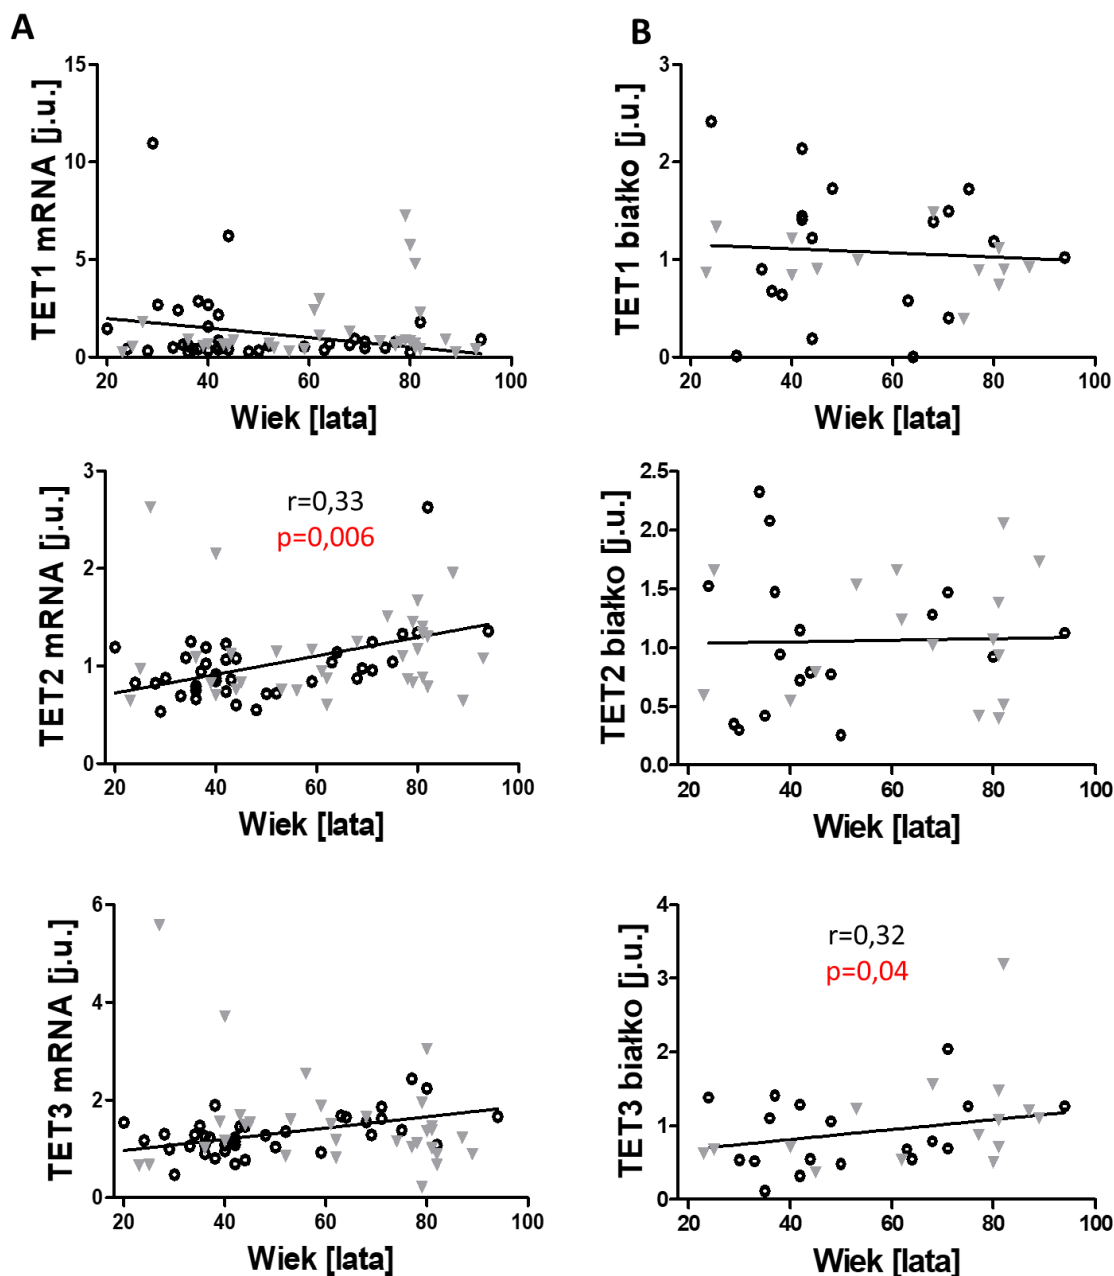 A
B
TET1 mRNA [j.u.]
15
10
5
0
20 40 60 80 100
Wiek [lata]
TET1 białko [j.u.]
3
2
1
0
20 40 60 80 100
Wiek [lata]
TET2 mRNA [j.u.]
3
2
1
0
r=0,33
p=0,006
20 40 60 80 100
Wiek [lata]
TET2 białko [j.u.]
2.5
2.0
1.5
1.0
0.5
0.0
20 40 60 80 100
Wiek [lata]
TET3 mRNA [j.u.]
6
4
2
0
20 40 60 80 100
Wiek [lata]
TET3 białko [j.u.]
4
3
2
1
0
r=0,32
p=0,04
20 40 60 80 100
Wiek [lata]